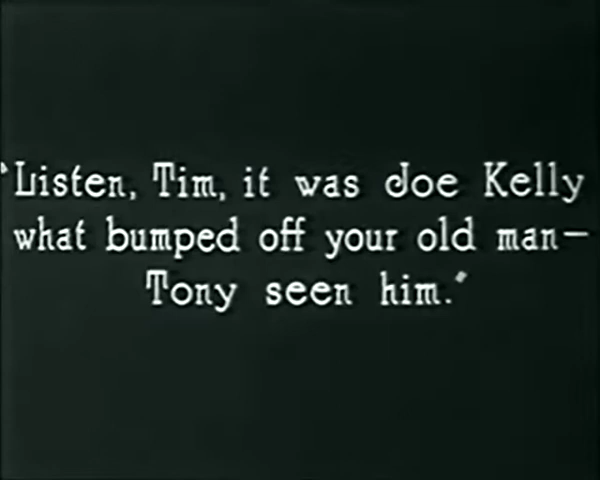 "Listen, Tim, it was Joe Kelly
what bumped off your old man—
Tony seen him."